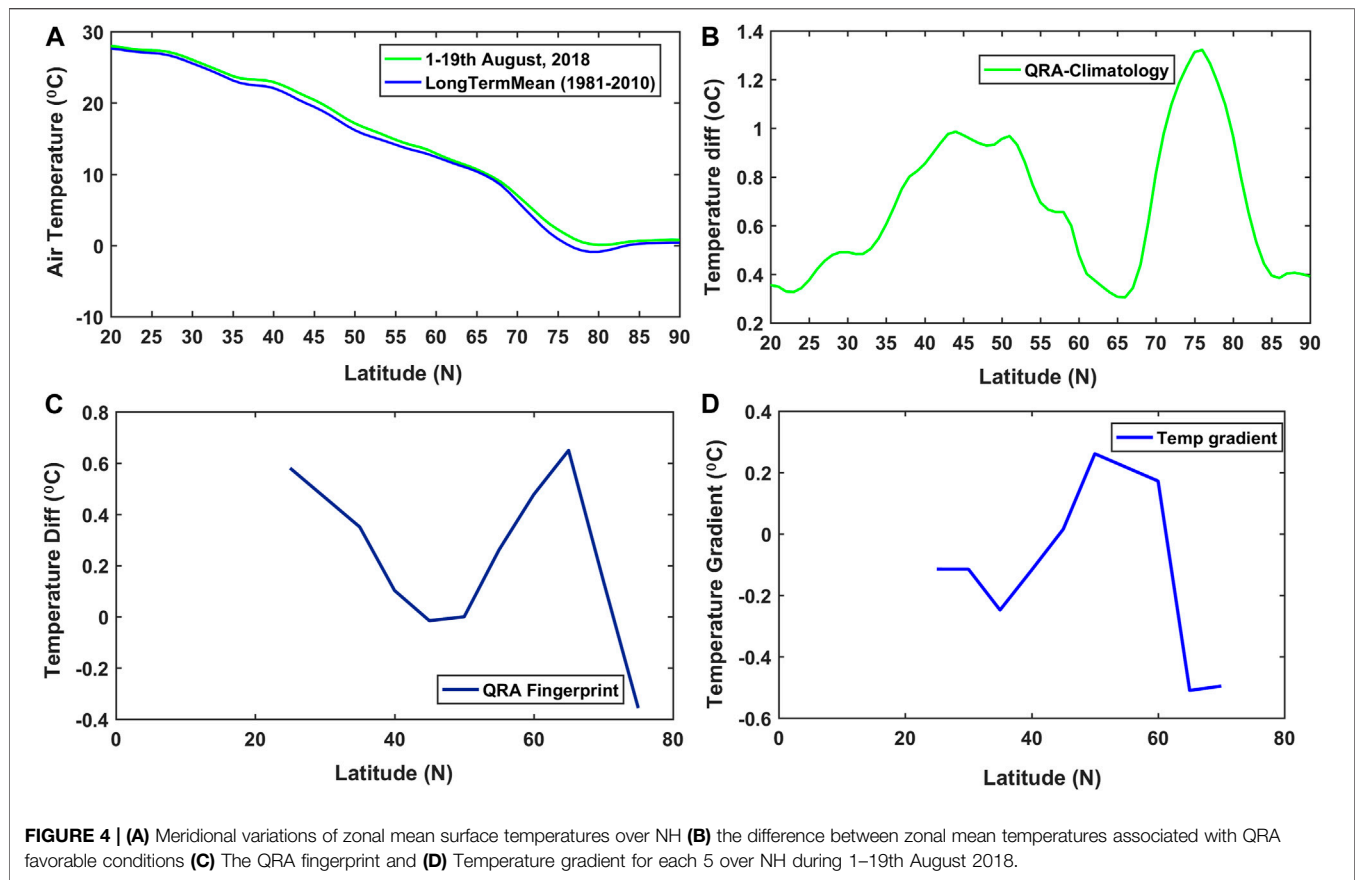 A
30
20
10
0
-10
Air Temperature (⁰C)
1-19th August, 2018
LongTermMean (1981-2010)
20 25 30 35 40 45 50 55 60 65 70 75 80 85 90
Latitude (N)
B
1.4
1.2
1
0.8
0.6
0.4
0.2
Temperature diff (oC)
QRA-Climatology
20 25 30 35 40 45 50 55 60 65 70 75 80 85 90
Latitude (N)
C
0.8
0.6
0.4
0.2
0
-0.2
-0.4
Temperature Diff (⁰C)
QRA Fingerprint
0 20 40 60 80
Latitude (N)
D
0.4
0.2
0
-0.2
-0.4
-0.6
Temperature Gradient (⁰C)
Temp gradient
0 20 40 60 80
Latitude (N)
FIGURE 4 | (A) Meridional variations of zonal mean surface temperatures over NH (B) the difference between zonal mean temperatures associated with QRA
favorable conditions (C) The QRA fingerprint and (D) Temperature gradient for each 5 over NH during 1–19th August 2018.